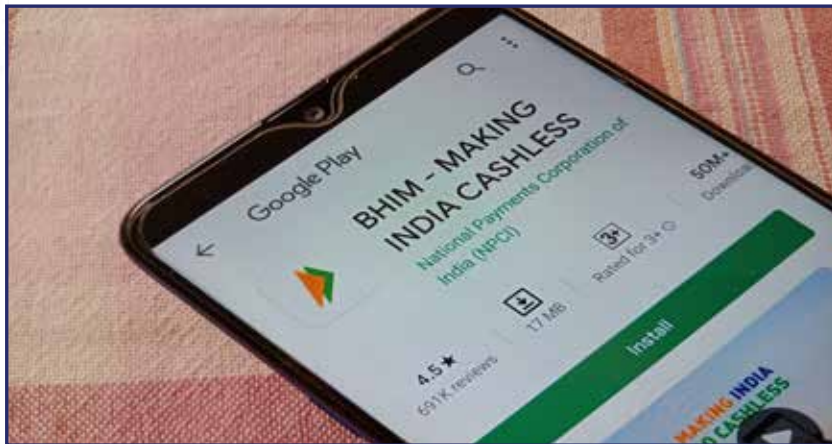 Google Play
BHIM - MAKING
INDIA CASHLESS
National Payments Corporation of
India (NPCI)
4.5★
691K reviews
17 MB
3+
Rated for 3+
50M+
Downloa
Install
MAKING INDIA
CASHLESS